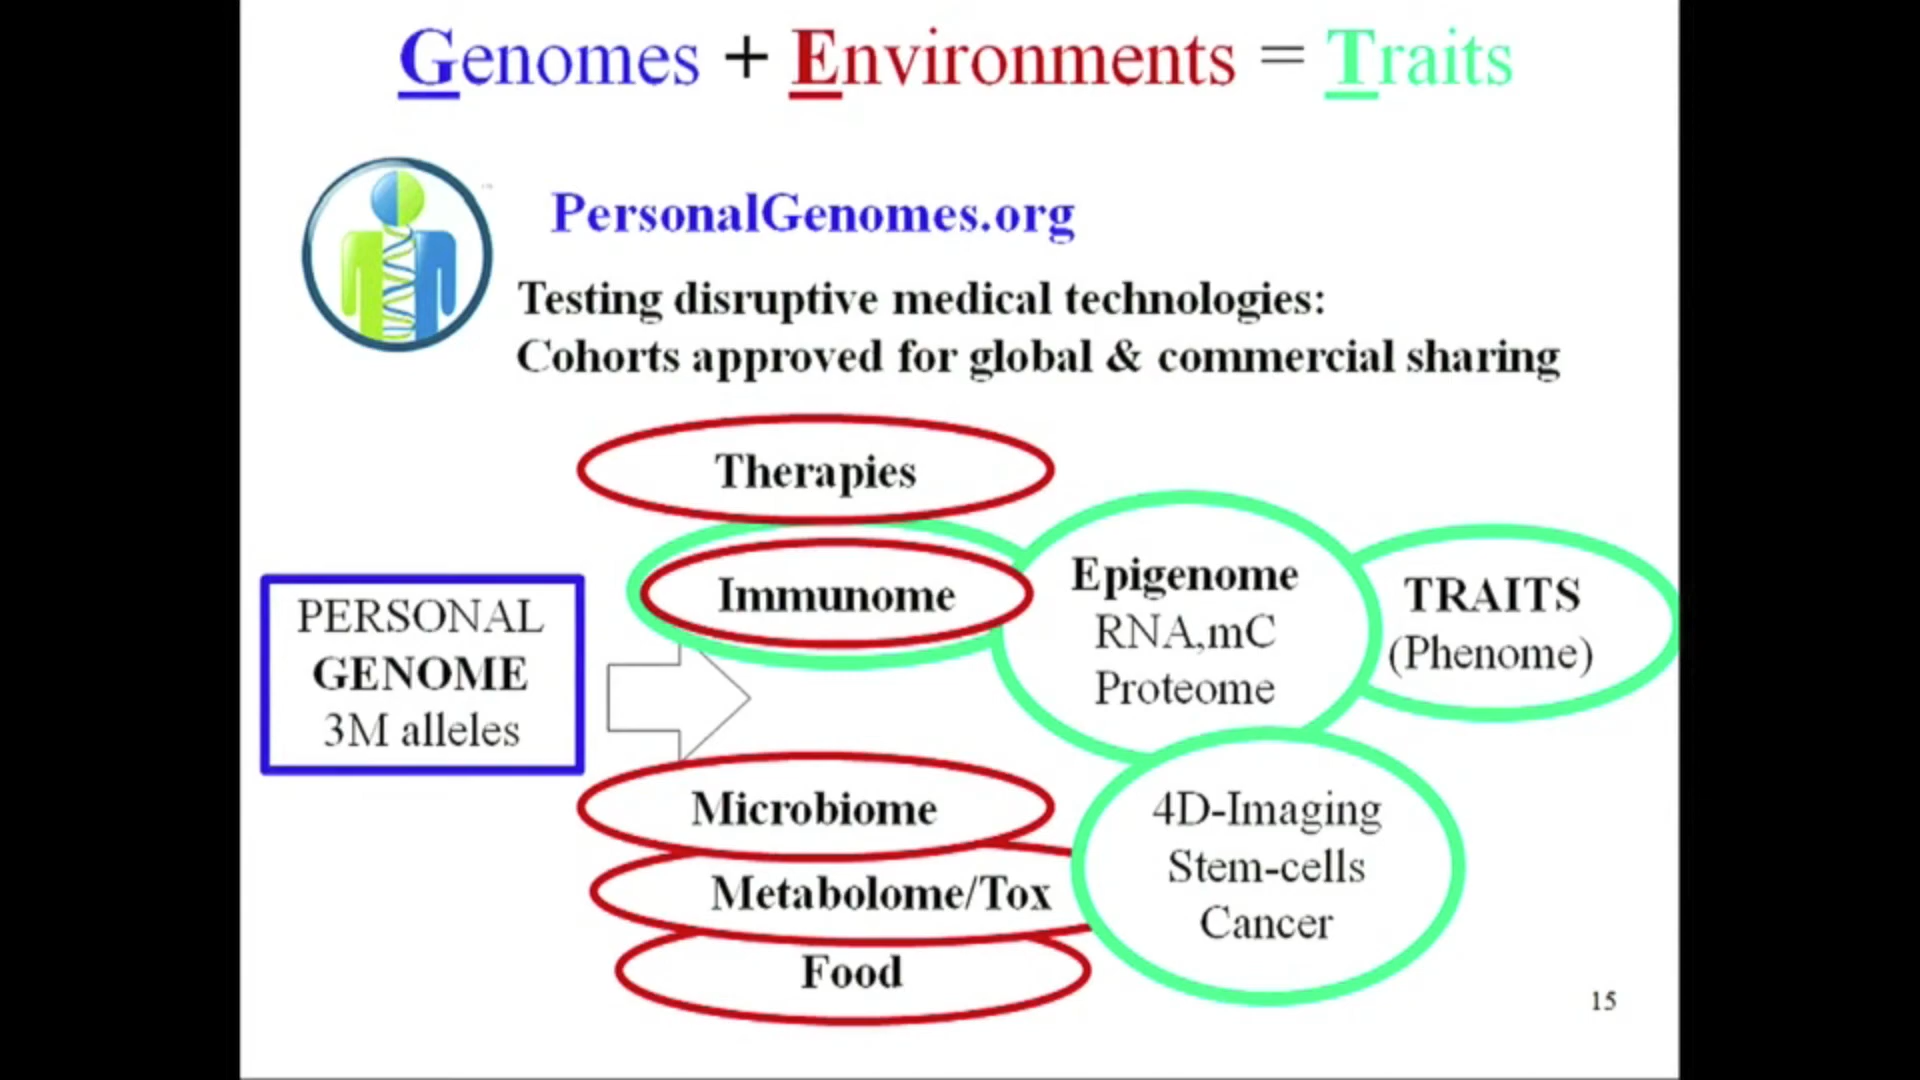 Genomes + Environments = Traits
PersonalGenomes.org
Testing disruptive medical technologies:
Cohorts approved for global & commercial sharing
Therapies
Immunome
PERSONAL
GENOME
3M alleles
Epigenome
RNA,mC
Proteome
TRAITS
(Phenome)
Microbiome
Metabolome/Tox
Food
4D-Imaging
Stem-cells
Cancer
15